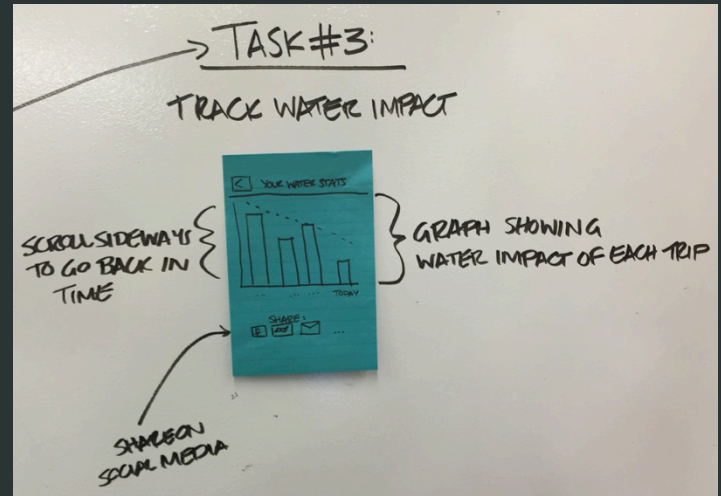 TASK #3:
TRACK WATER IMPACT
< YOUR WATER STATS
SCROLL SIDEWAYS
TO GO BACK IN
TIME
GRAPH SHOWING
WATER IMPACT OF EACH TRIP
... ... ... TODAY
SHARE:
...
SHARE ON
SOCIAL MEDIA